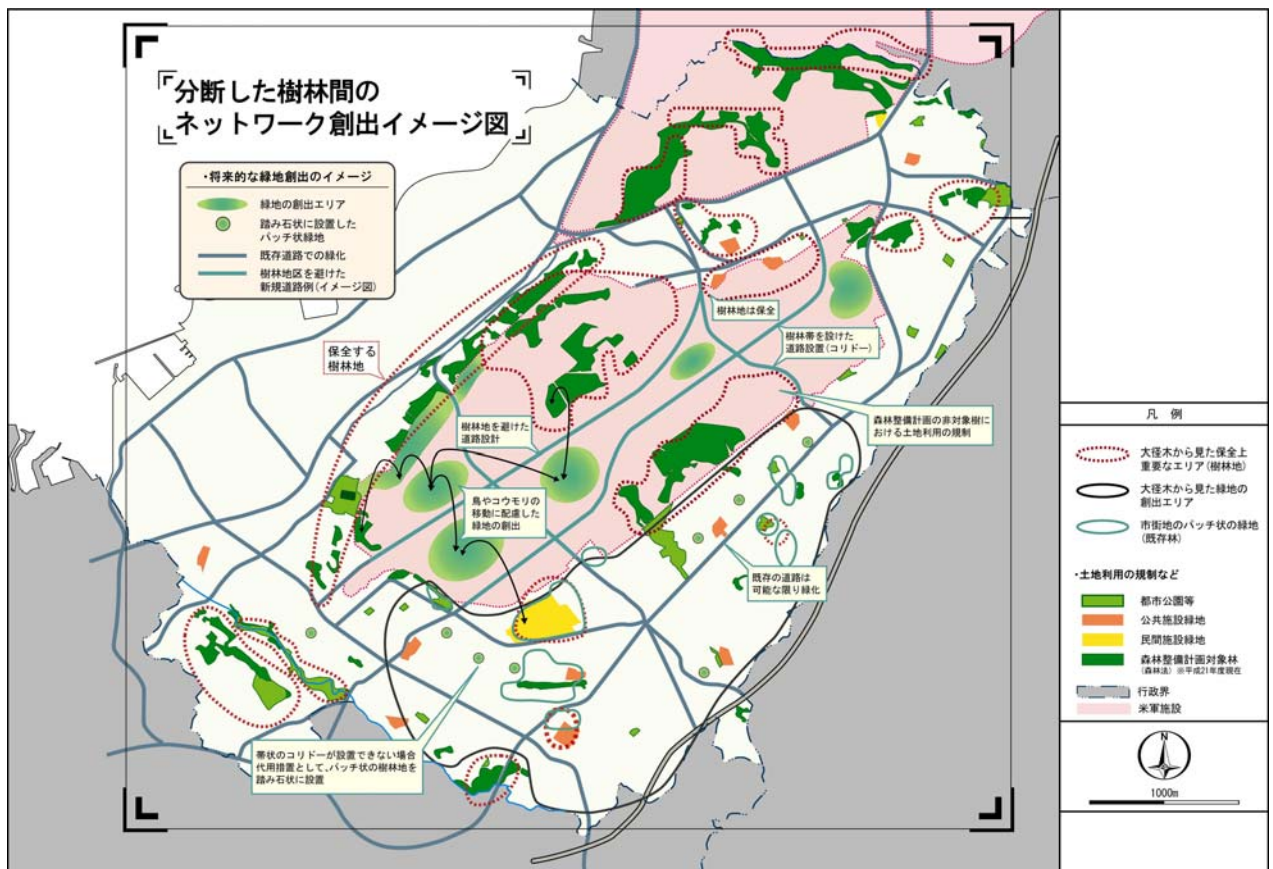 分断した樹林間の
ネットワーク創出イメージ図
・将来的な緑地創出のイメージ
緑地の創出エリア
踏み石状に設置した
パッチ状緑地
既存道路での緑化
樹林地区を避けた
新規道路例(イメージ図)
保全する
樹林地
樹林地は保全
樹林帯を設けた
道路設置(コリドー)
森林整備計画の非対象樹に
おける土地利用の規制
樹林地を避けた
道路設計
鳥やコウモリの
移動に配慮した
緑地の創出
既存の道路は
可能な限り緑化
帯状のコリドーが設置できない場合
代用措置として、パッチ状の樹林地を
踏み石状に設置
凡 例
大径木から見た保全上
重要なエリア(樹林地)
大径木から見た緑地の
創出エリア
市街地のパッチ状の緑地
(既存林)
・土地利用の規制など
都市公園等
公共施設緑地
民間施設緑地
森林整備計画対象林
(森林法) ※平成21年度現在
行政界
米軍施設
N
1000m